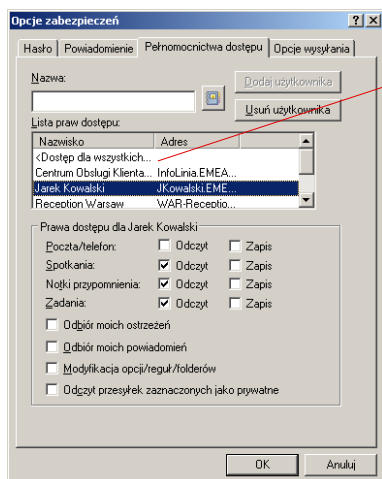 Opcje zabezpieczeń
Hasło Powiadomienie Pełnomocnictwa dostępu Opcje wysyłania
Nazwa:
Dodaj użytkownika
Usuń użytkownika
Lista praw dostępu:
Nazwisko Adres
<Dostęp dla wszystkich...
Centrum Obsługi Klienta... InfoLinia.EMEA...
Jarek Kowalski JKowalski.EME...
Reception Warsaw WAR-Receptio...
Prawa dostępu dla Jarek Kowalski
Poczta/telefon: Odczyt Zapis
Spotkania: Odczyt Zapis
Notki przypomnienia: Odczyt Zapis
Zadania: Odczyt Zapis
Odbiór moich ostrzeżeń
Odbiór moich powiadomień
Modyfikacja opcji/reguł/folderów
Odczyt przesyłek zaznaczonych jako prywatne
OK Anuluj